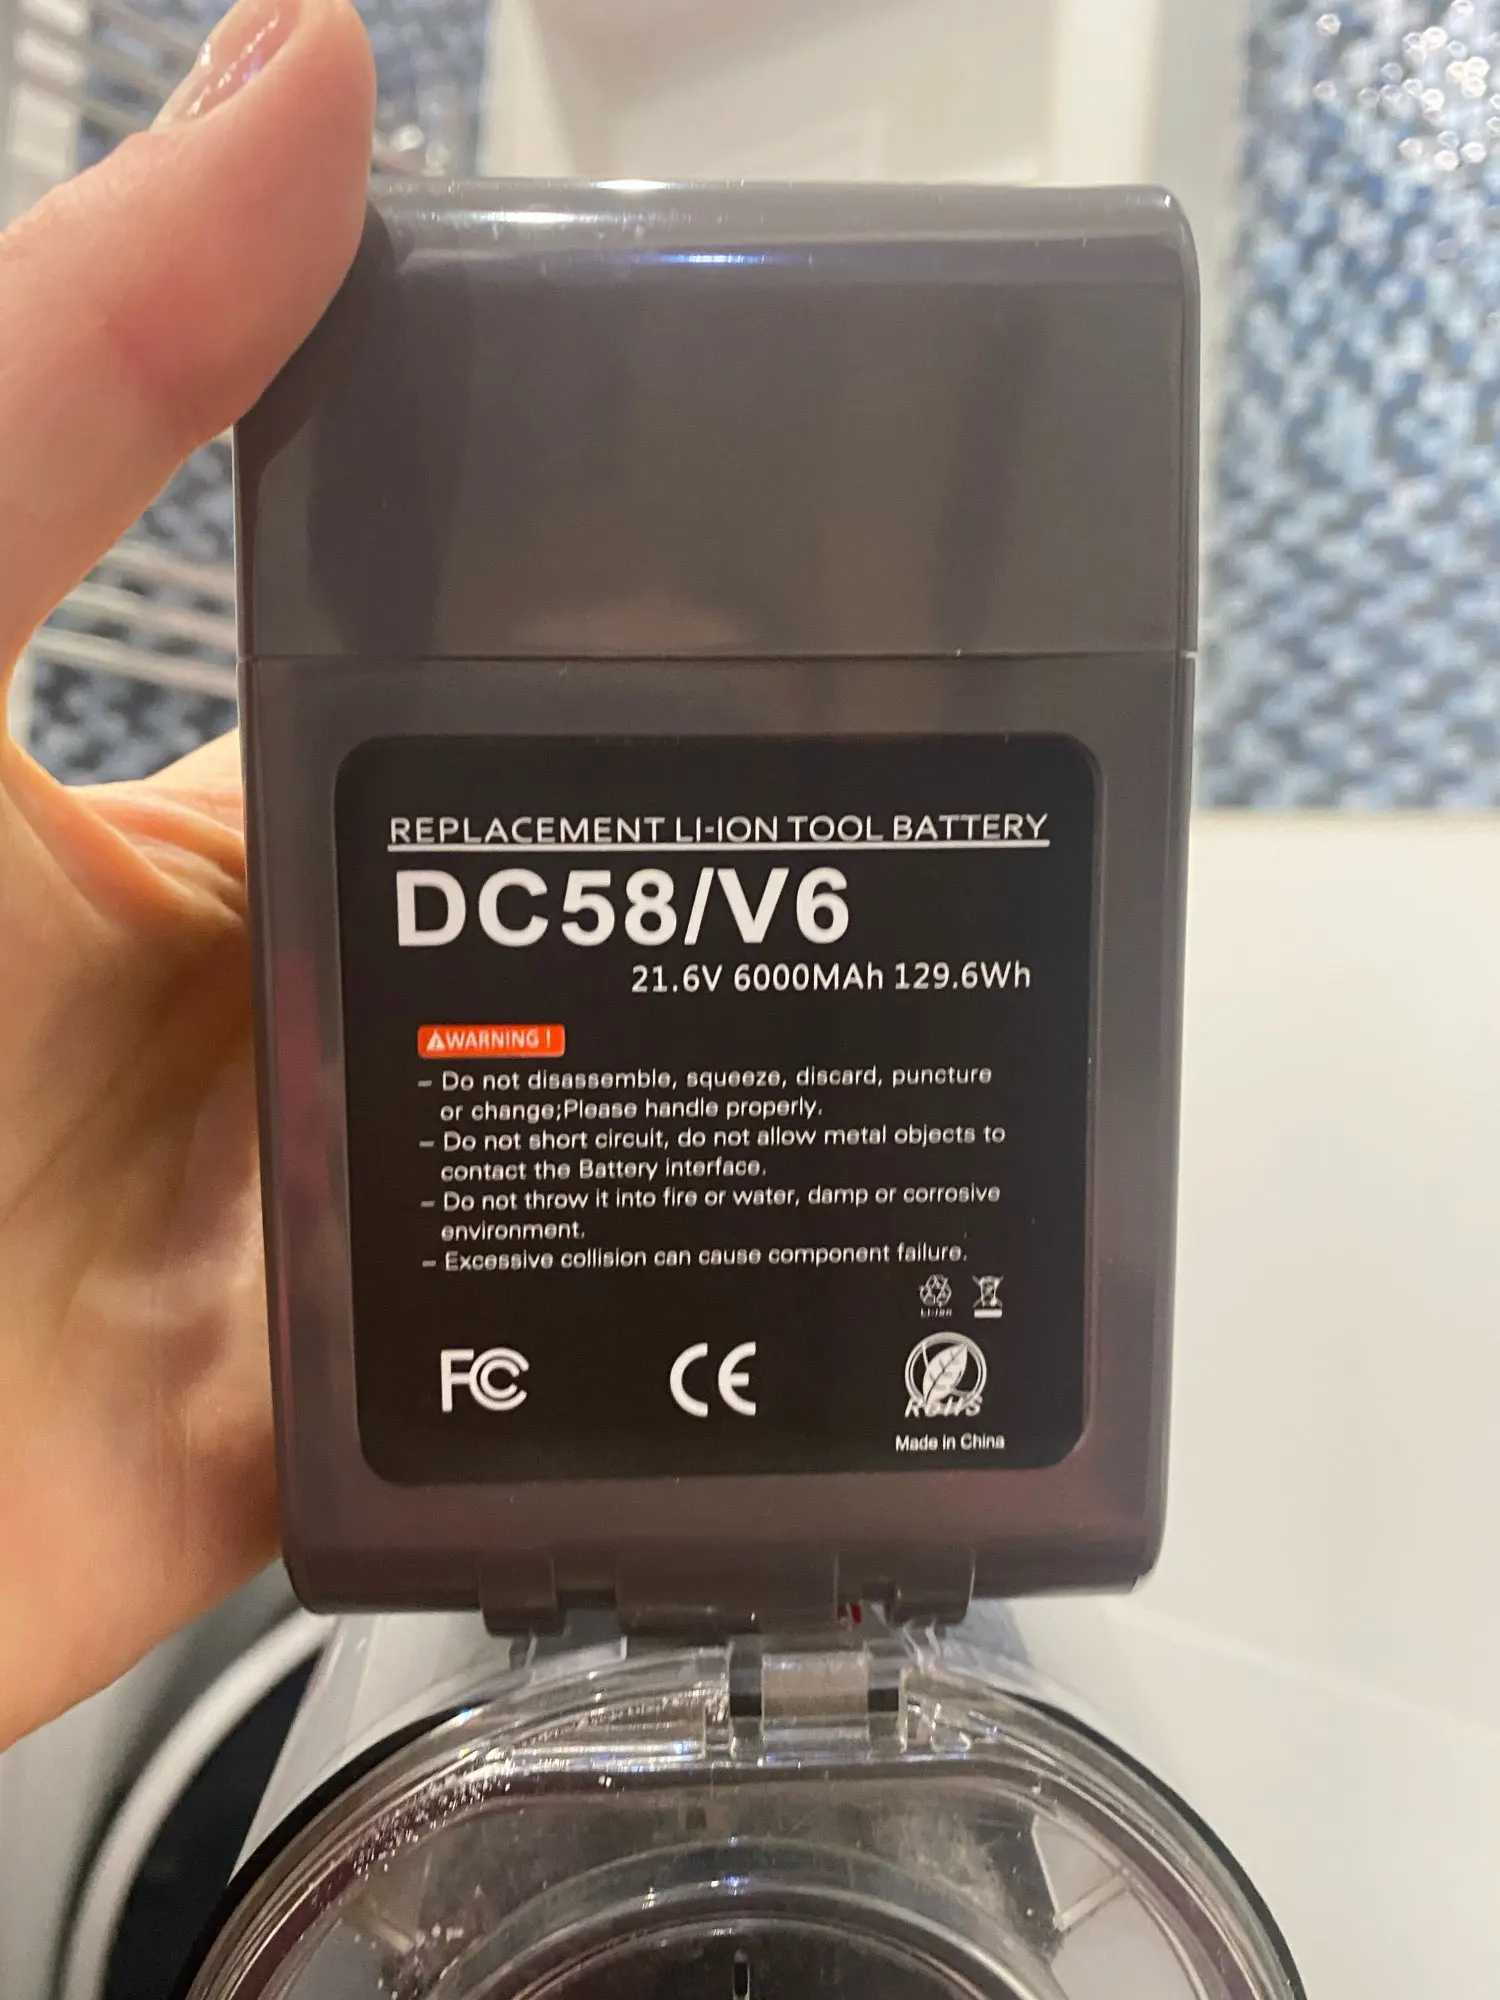 REPLACEMENT LI-ION TOOL BATTERY
DC58/V6
21.6V 6000MAh 129.6Wh
WARNING !
– Do not disassemble, squeeze, discard, puncture
or change;Please handle properly.
– Do not short circuit, do not allow metal objects to
contact the Battery interface.
– Do not throw it into fire or water, damp or corrosive
environment.
– Excessive collision can cause component failure.
Li-ion
FC CE RoHS
Made in China